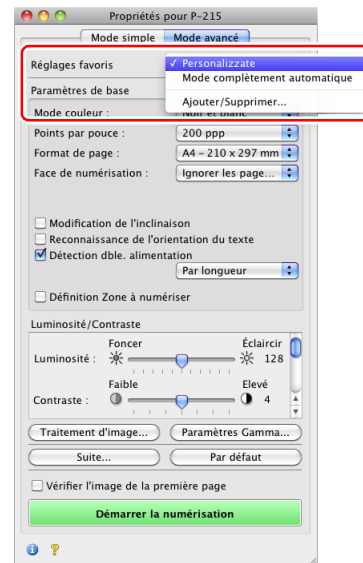 Propriétés pour P-215
Mode simple Mode avancé
Réglages favoris
✓ Personalizzate
Mode complètement automatique
Ajouter/Supprimer...
Paramètres de base
Mode couleur : Noir et blanc
Points par pouce : 200 ppp
Format de page : A4 – 210 x 297 mm
Face de numérisation : Ignorer les page...
Modification de l'inclinaison
Reconnaissance de l'orientation du texte
Détection dble. alimentation
Par longueur
Définition Zone à numériser
Luminosité/Contraste
Foncer Éclaircir
Luminosité : 128
Faible Elevé
Contraste : 4
Traitement d'image... Paramètres Gamma...
Suite... Par défaut
Vérifier l'image de la première page
Démarrer la numérisation